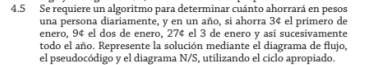 4.5 Se requiere un algoritmo para determinar cuánto ahorrará en pesos
una persona diariamente, y en un año, si ahorra 3¢ el primero de
enero, 9¢ el dos de enero, 27¢ el 3 de enero y así sucesivamente
todo el año. Represente la solución mediante el diagrama de flujo,
el pseudocódigo y el diagrama N/S, utilizando el ciclo apropiado.